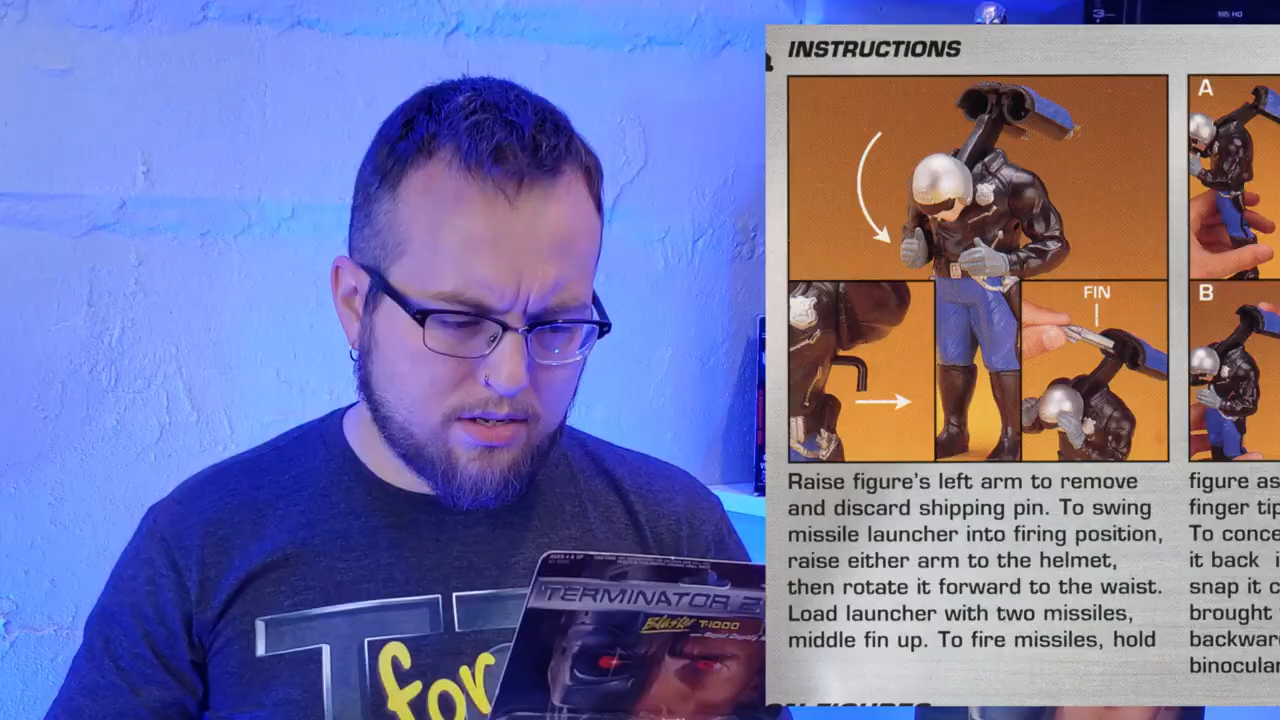 INSTRUCTIONS
A
FIN
B
Raise figure's left arm to remove
and discard shipping pin. To swing
missile launcher into firing position,
raise either arm to the helmet,
then rotate it forward to the waist.
Load launcher with two missiles,
middle fin up. To fire missiles, hold
figure as
finger tip
To conce
it back i
snap it c
brought
backward
binocular
TERMINATOR 2
Blaster T-1000
for